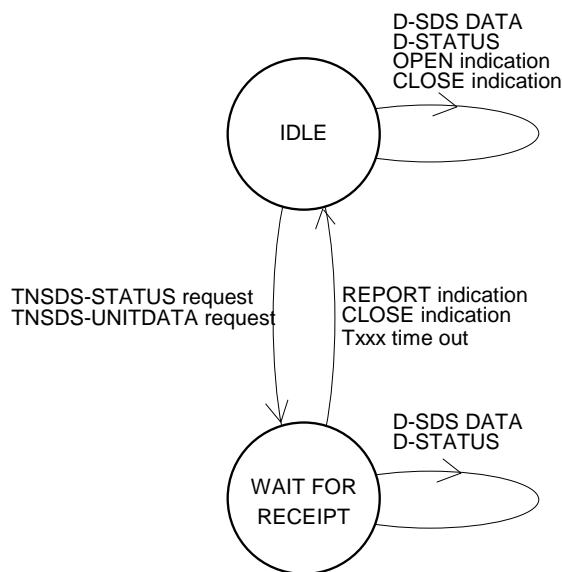 D-SDS DATA
D-STATUS
OPEN indication
CLOSE indication
IDLE
TNSDS-STATUS request
TNSDS-UNITDATA request
REPORT indication
CLOSE indication
Txxx time out
D-SDS DATA
D-STATUS
WAIT FOR
RECEIPT